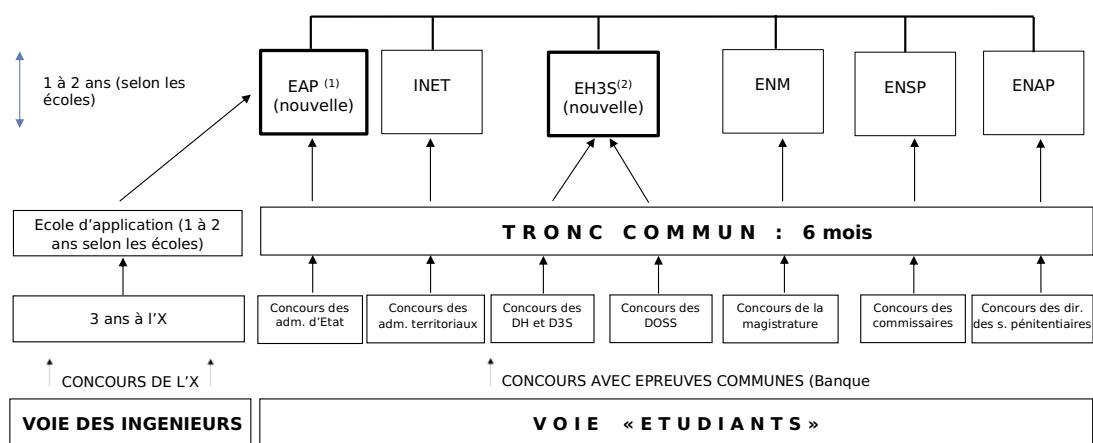 1 à 2 ans (selon les
écoles)
EAP (1)
(nouvelle)
INET
EH3S(2)
(nouvelle)
ENM
ENSP
ENAP
Ecole d’application (1 à 2
ans selon les écoles)
TRONC COMMUN : 6 mois
3 ans à l’X
Concours des
adm. d’Etat
Concours des
adm. territoriaux
Concours des
DH et D3S
Concours des
DOSS
Concours de la
magistrature
Concours des
commissaires
Concours des dir.
des s. pénitentiaires
CONCOURS DE L’X
CONCOURS AVEC EPREUVES COMMUNES (Banque
VOIE DES INGENIEURS
VOIE «ETUDIANTS»